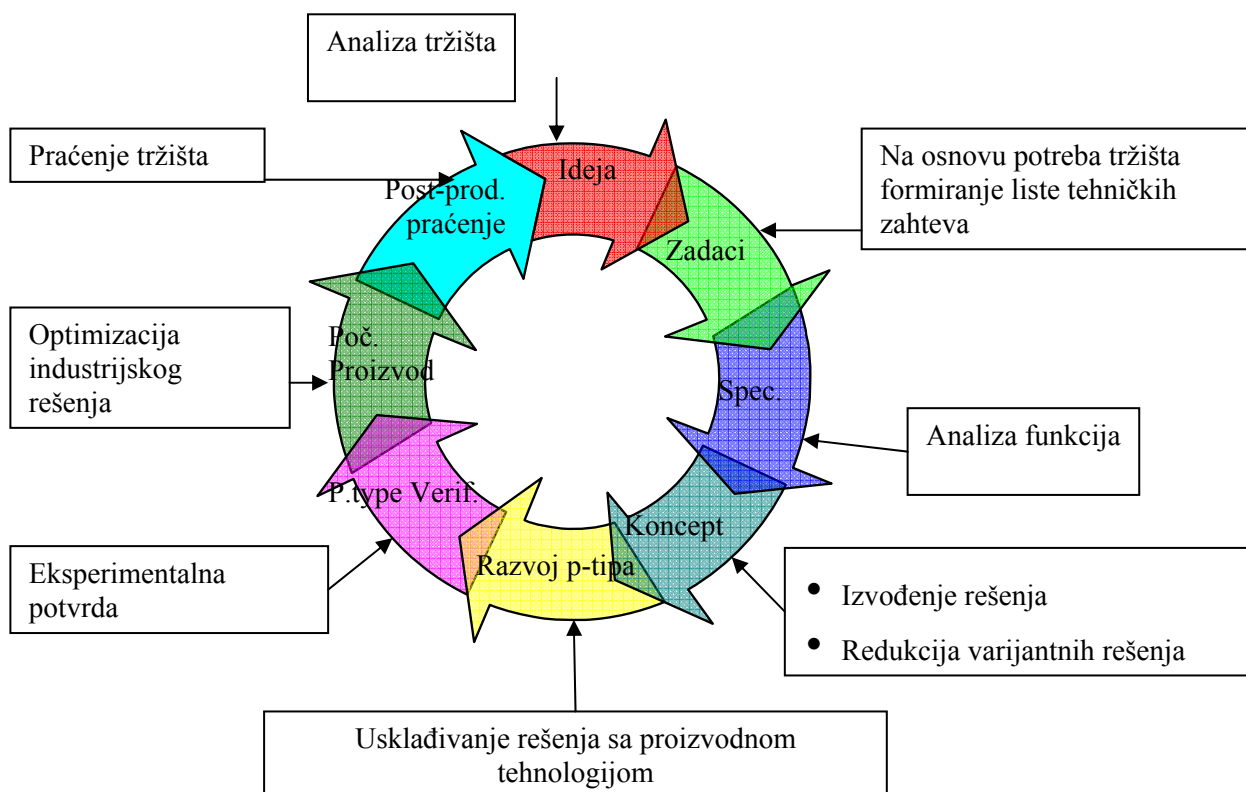 Analiza tržišta
Ideja
Praćenje tržišta
Post-prod.
praćenje
Na osnovu potreba tržišta
formiranje liste tehničkih
zahteva
Zadaci
Optimizacija
industrijskog
rešenja
Poč.
Proizvod
Spec.
Analiza funkcija
P.type Verif.
Koncept
Razvoj p-tipa
Eksperimentalna
potvrda
• Izvođenje rešenja
• Redukcija varijantnih rešenja
Usklađivanje rešenja sa proizvodnom
tehnologijom